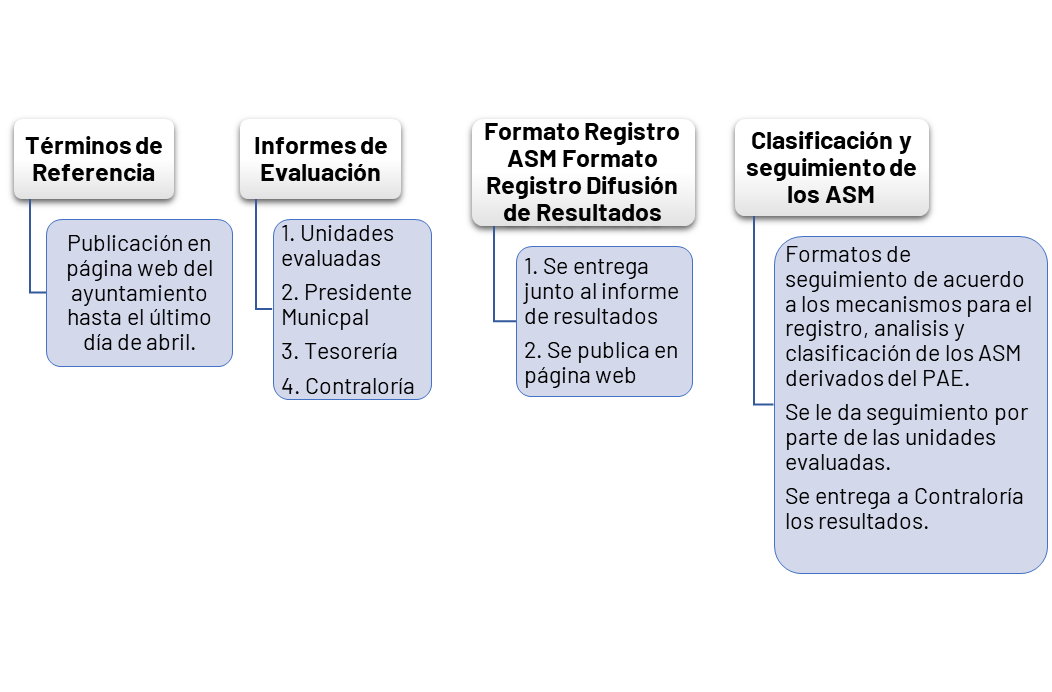 Términos de
Referencia
Publicación en
página web del
ayuntamiento
hasta el último
día de abril.
Informes de
Evaluación
1. Unidades
evaluadas
2. Presidente
Municpal
3. Tesorería
4. Contraloría
Formato Registro
ASM Formato
Registro Difusión
de Resultados
1. Se entrega
junto al informe
de resultados
2. Se publica en
página web
Clasificación y
seguimiento de
los ASM
Formatos de
seguimiento de acuerdo
a los mecanismos para el
registro, analisis y
clasificación de los ASM
derivados del PAE.
Se le da seguimiento por
parte de las unidades
evaluadas.
Se entrega a Contraloría
los resultados.